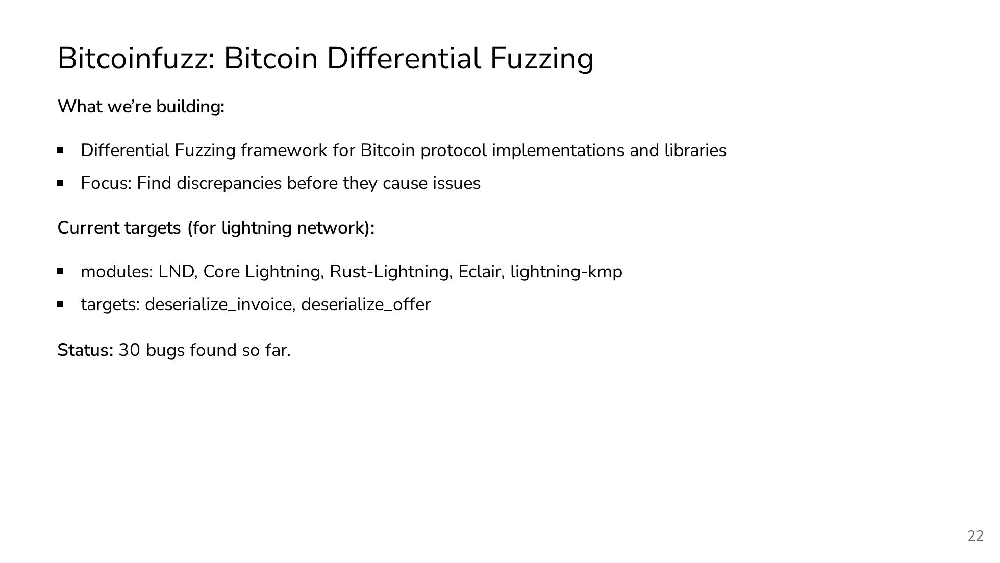 Bitcoinfuzz: Bitcoin Differential Fuzzing
What we’re building:
▪ Differential Fuzzing framework for Bitcoin protocol implementations and libraries
▪ Focus: Find discrepancies before they cause issues
Current targets (for lightning network):
▪ modules: LND, Core Lightning, Rust-Lightning, Eclair, lightning-kmp
▪ targets: deserialize_invoice, deserialize_offer
Status: 30 bugs found so far.
22